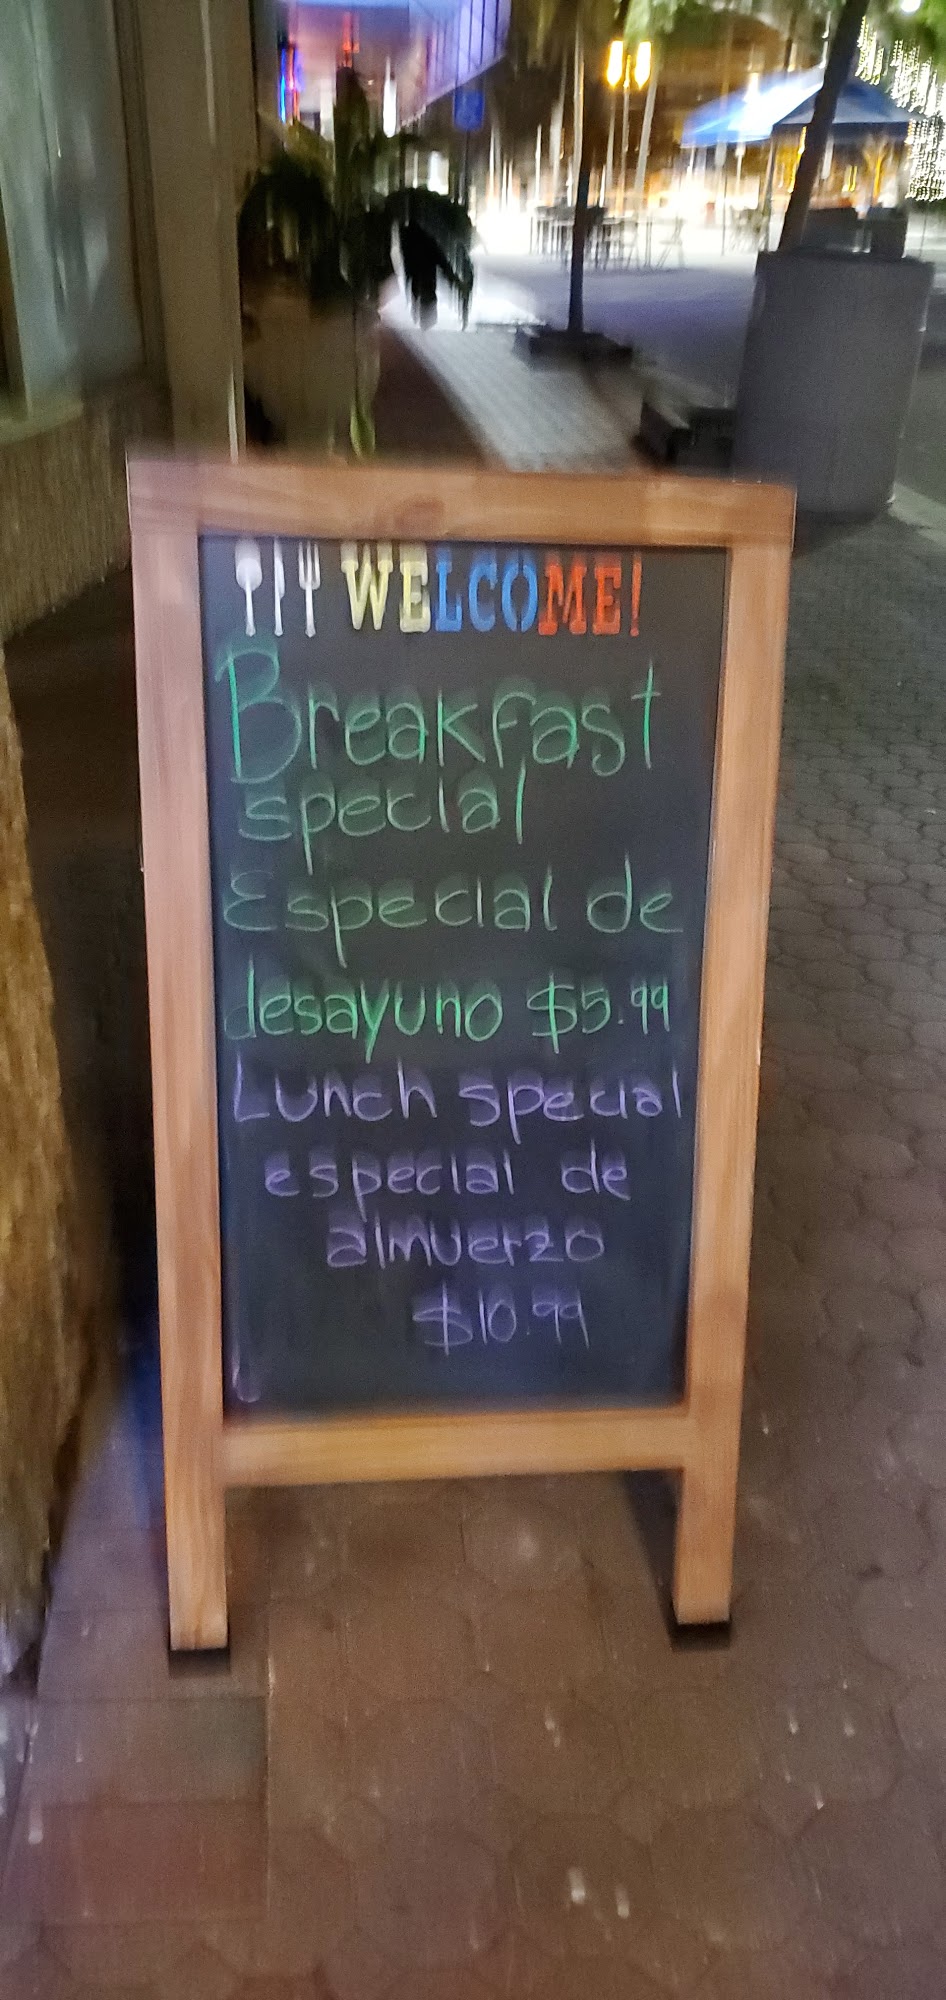 WELCOME!
Breakfast
special
Especial de
desayuno $5.99
Lunch special
especial de
almuerzo
$10.99